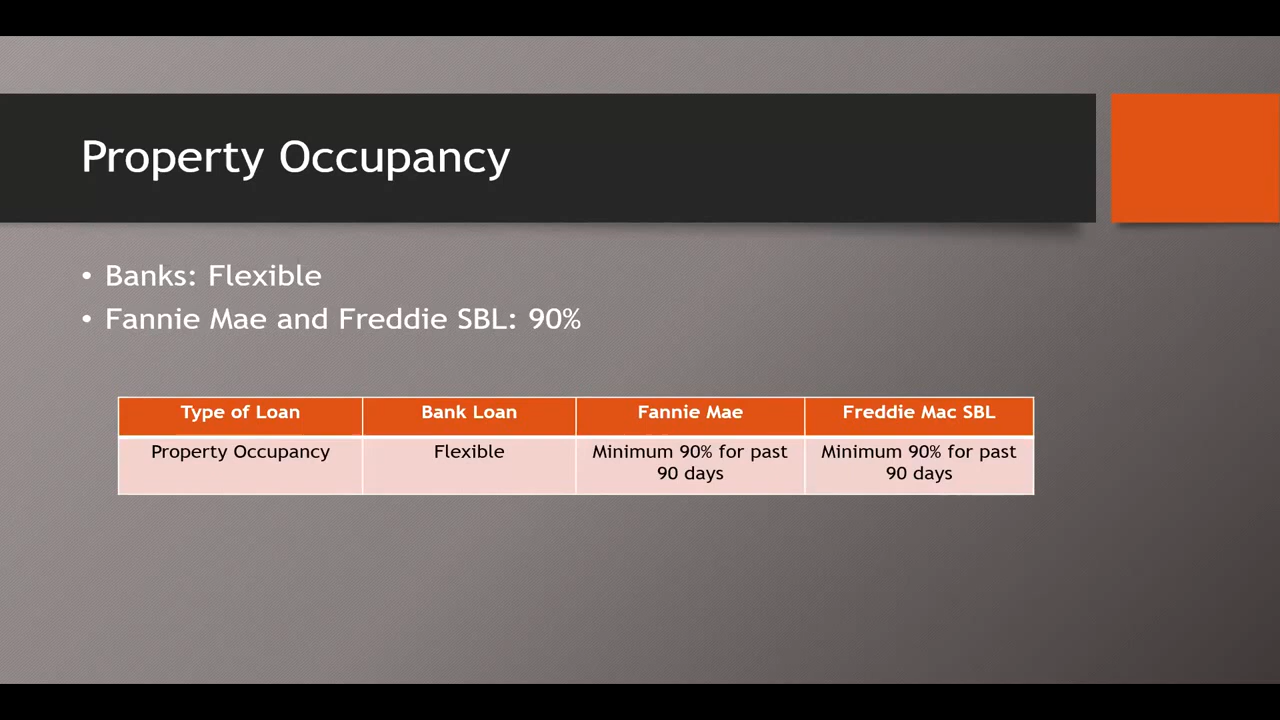 Property Occupancy
• Banks: Flexible
• Fannie Mae and Freddie SBL: 90%
Type of Loan Bank Loan Fannie Mae Freddie Mac SBL
Property Occupancy Flexible Minimum 90% for past Minimum 90% for past
90 days 90 days